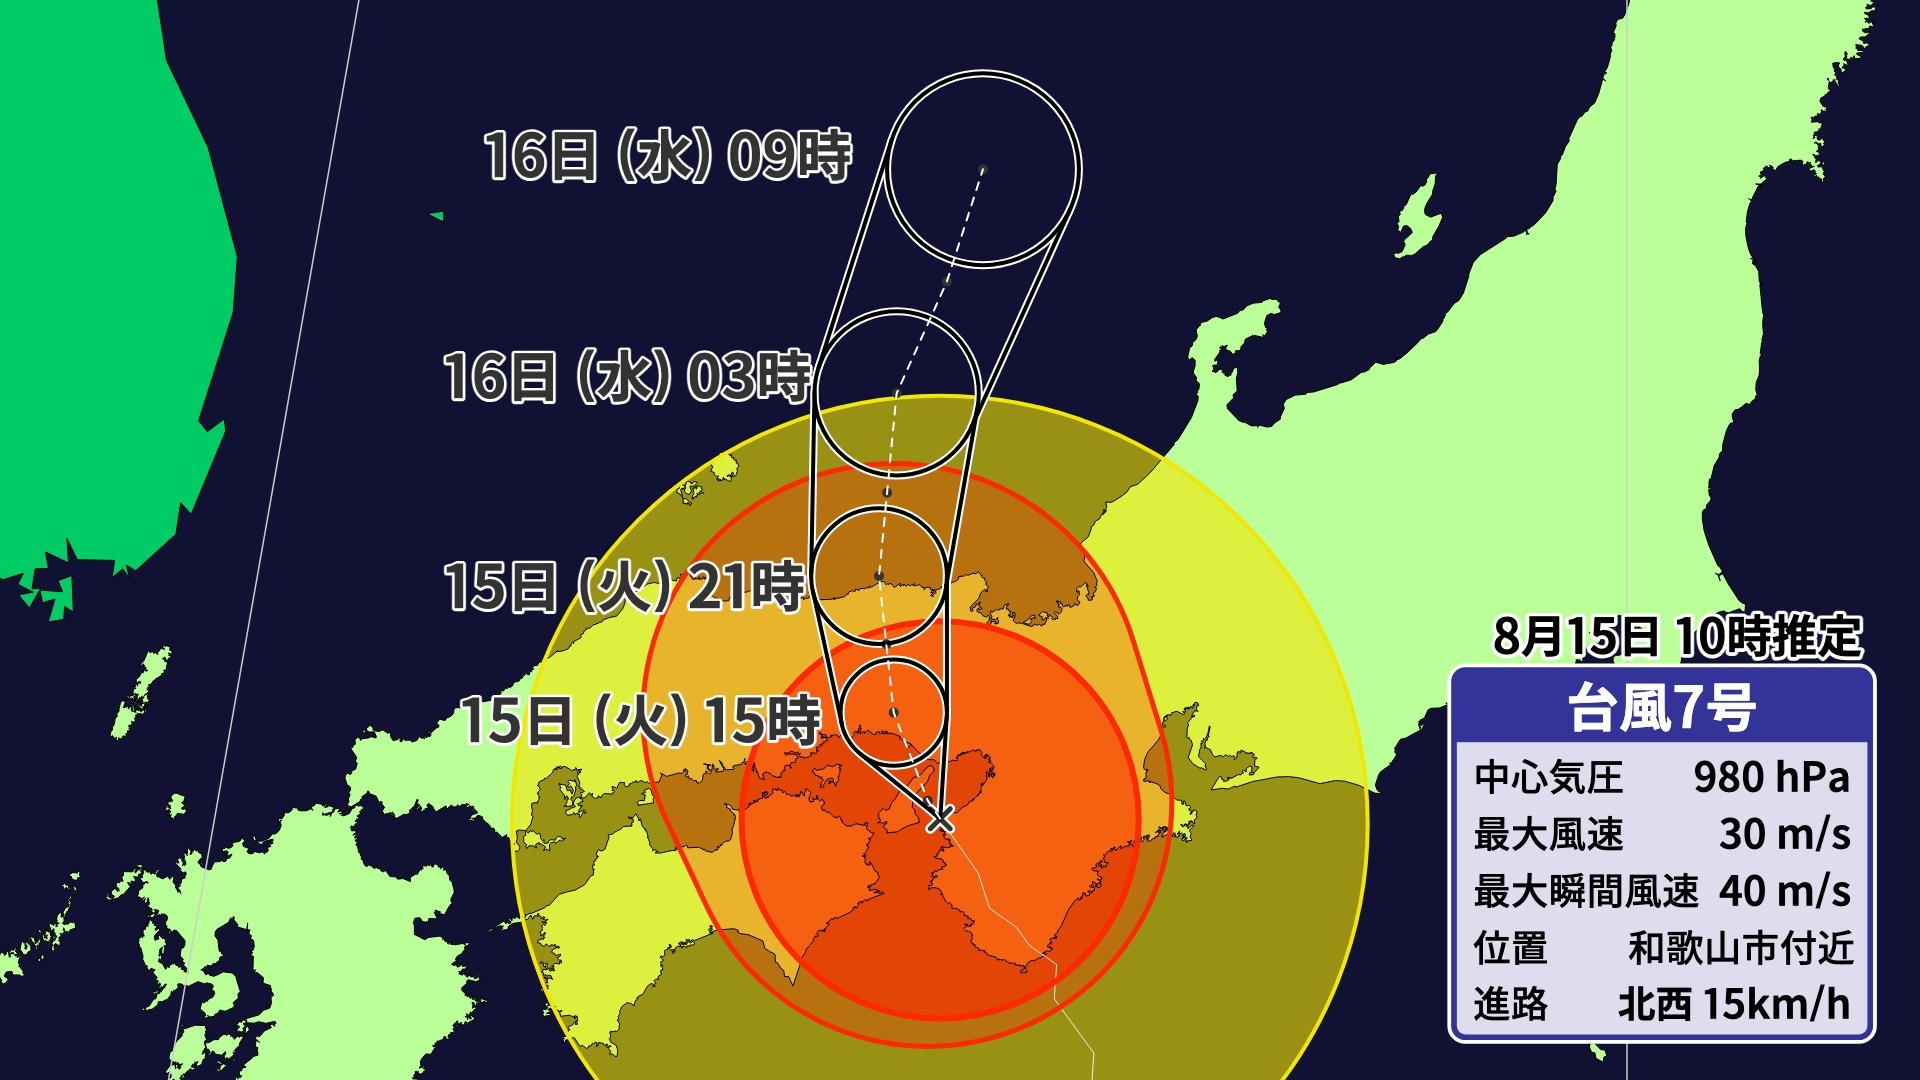 16日（水）09時
16日（水）03時
15日（火）21時
15日（火）15時
8月15日 10時推定
台風7号
中心気圧 980 hPa
最大風速 30 m/s
最大瞬間風速 40 m/s
位置 和歌山市付近
進路 北西 15km/h